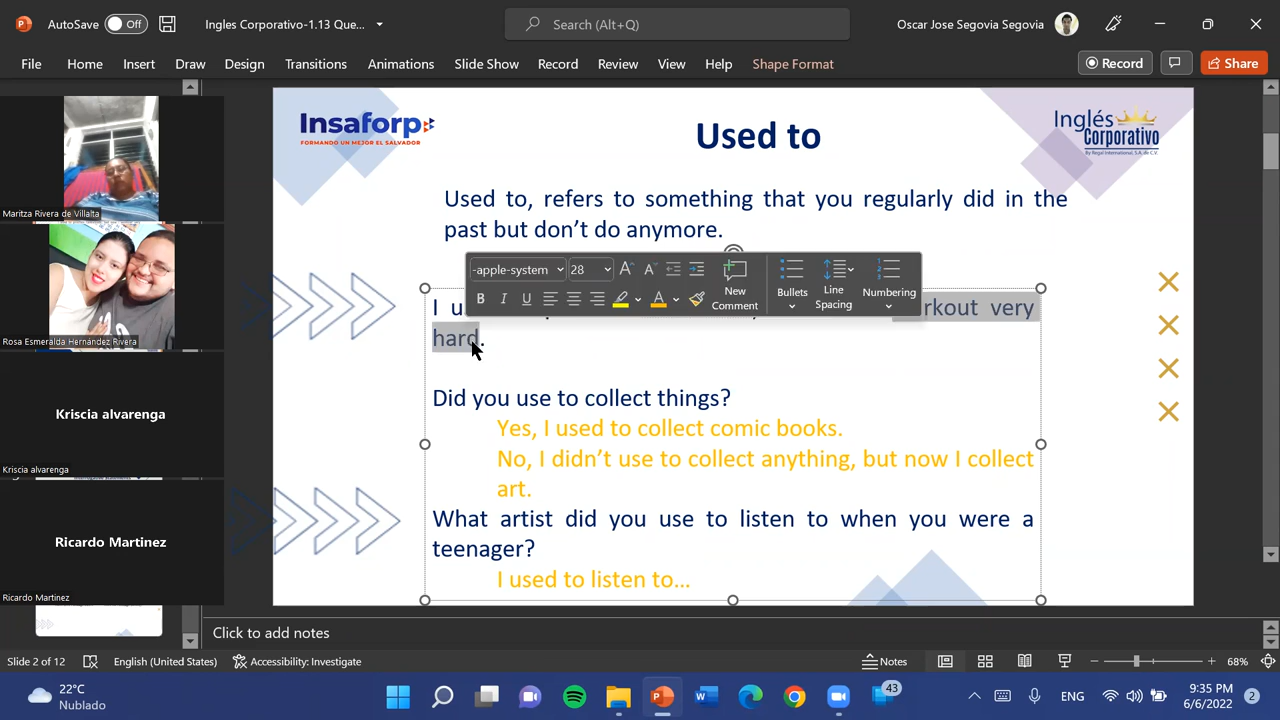 AutoSave Off Ingles Corporativo-1.13 Que... Search (Alt+Q) Oscar Jose Segovia Segovia
File Home Insert Draw Design Transitions Animations Slide Show Record Review View Help Shape Format Record Share
Maritza Rivera de Villalta
Rosa Esmeralda Hernández Rivera
Kriscia alvarenga
Kriscia alvarenga
Ricardo Martinez
Ricardo Martinez
Insaforp
FORMANDO UN MEJOR EL SALVADOR
Used to
Inglés
Corporativo
By Regal International, S.A. de C.V.
Used to, refers to something that you regularly did in the
past but don't do anymore.
-apple-system 28
B I U
New
Comment
Bullets
Line
Spacing
Numbering
very
hard.
Did you use to collect things?
Yes, I used to collect comic books.
No, I didn't use to collect anything, but now I collect
art.
What artist did you use to listen to when you were a
teenager?
I used to listen to...
Click to add notes
Slide 2 of 12 English (United States) Accessibility: Investigate Notes 68%
22°C
Nublado
43
ENG
9:35 PM
6/6/2022
2